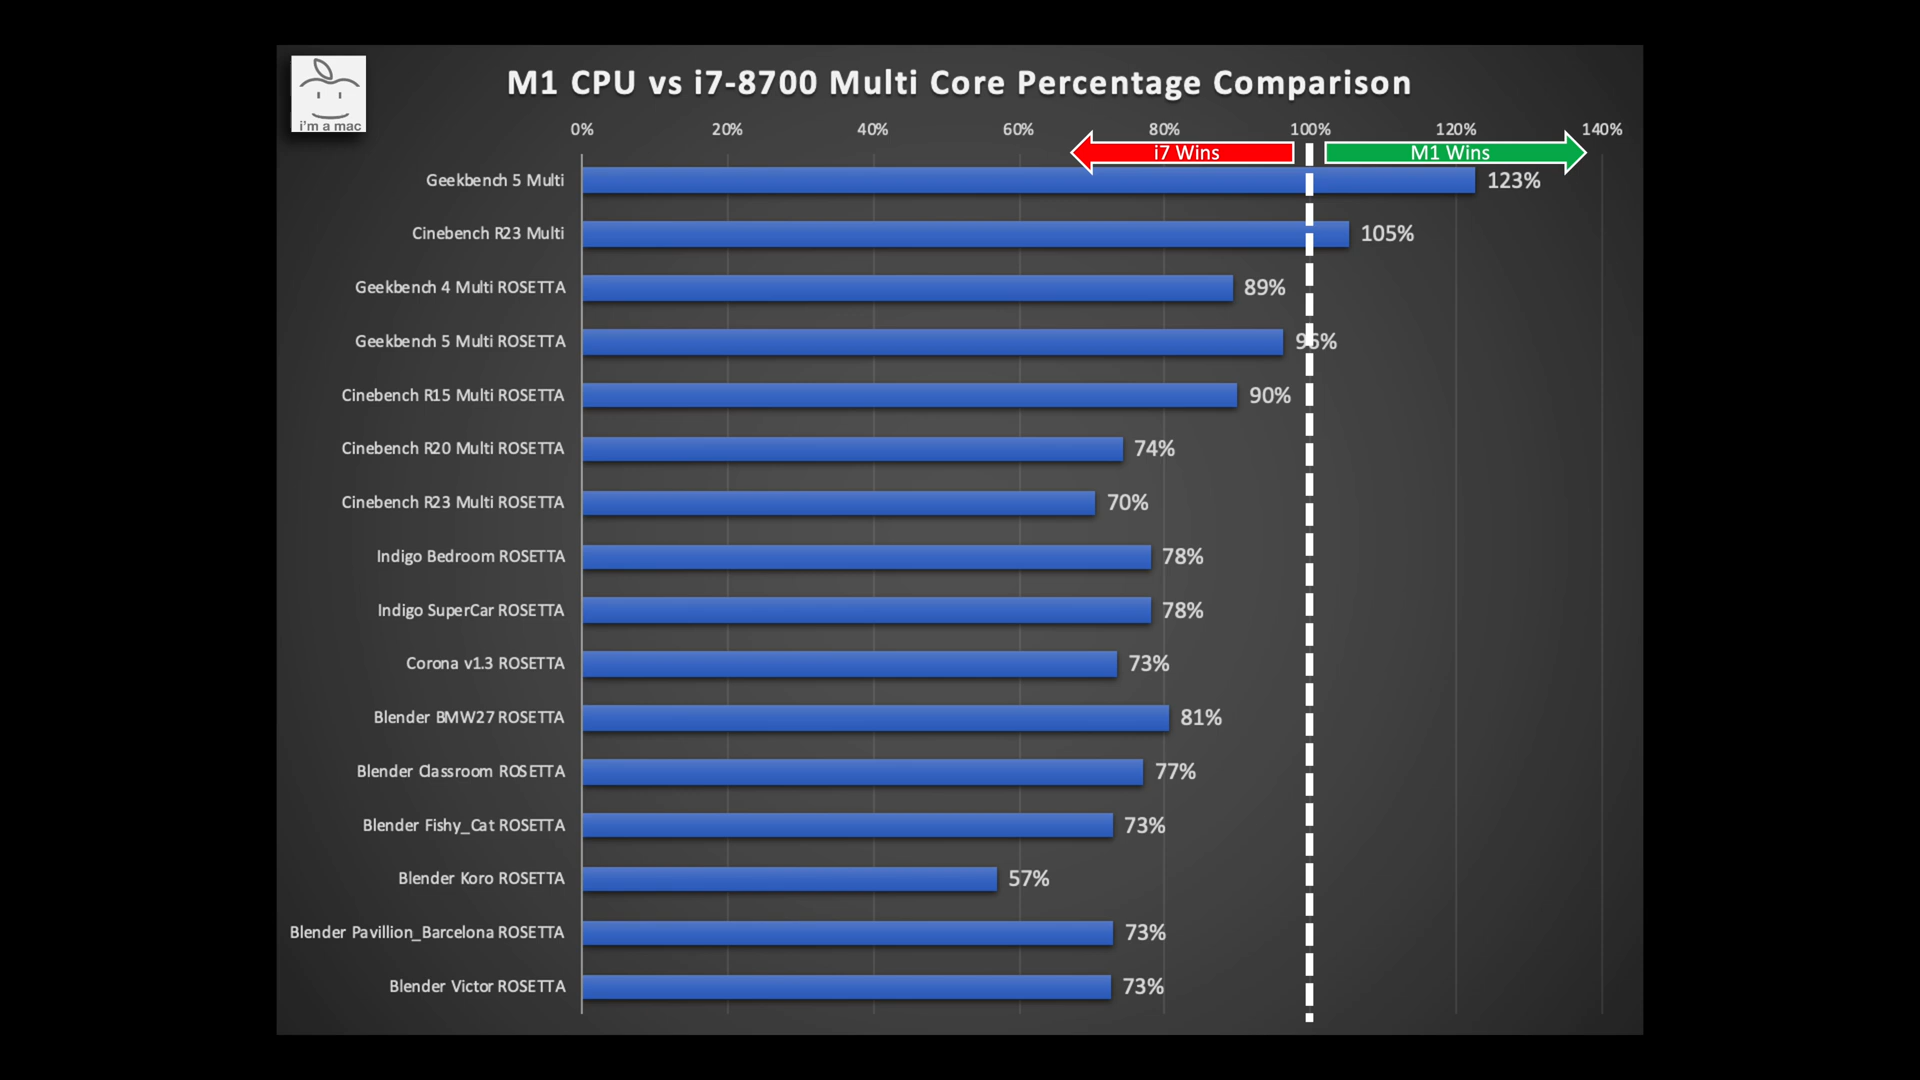 i'm a mac
M1 CPU vs i7-8700 Multi Core Percentage Comparison
0% 20% 40% 60% 80% 100% 120% 140%
i7 Wins M1 Wins
Geekbench 5 Multi 123%
Cinebench R23 Multi 105%
Geekbench 4 Multi ROSETTA 89%
Geekbench 5 Multi ROSETTA 96%
Cinebench R15 Multi ROSETTA 90%
Cinebench R20 Multi ROSETTA 74%
Cinebench R23 Multi ROSETTA 70%
Indigo Bedroom ROSETTA 78%
Indigo SuperCar ROSETTA 78%
Corona v1.3 ROSETTA 73%
Blender BMW27 ROSETTA 81%
Blender Classroom ROSETTA 77%
Blender Fishy_Cat ROSETTA 73%
Blender Koro ROSETTA 57%
Blender Pavillion_Barcelona ROSETTA 73%
Blender Victor ROSETTA 73%